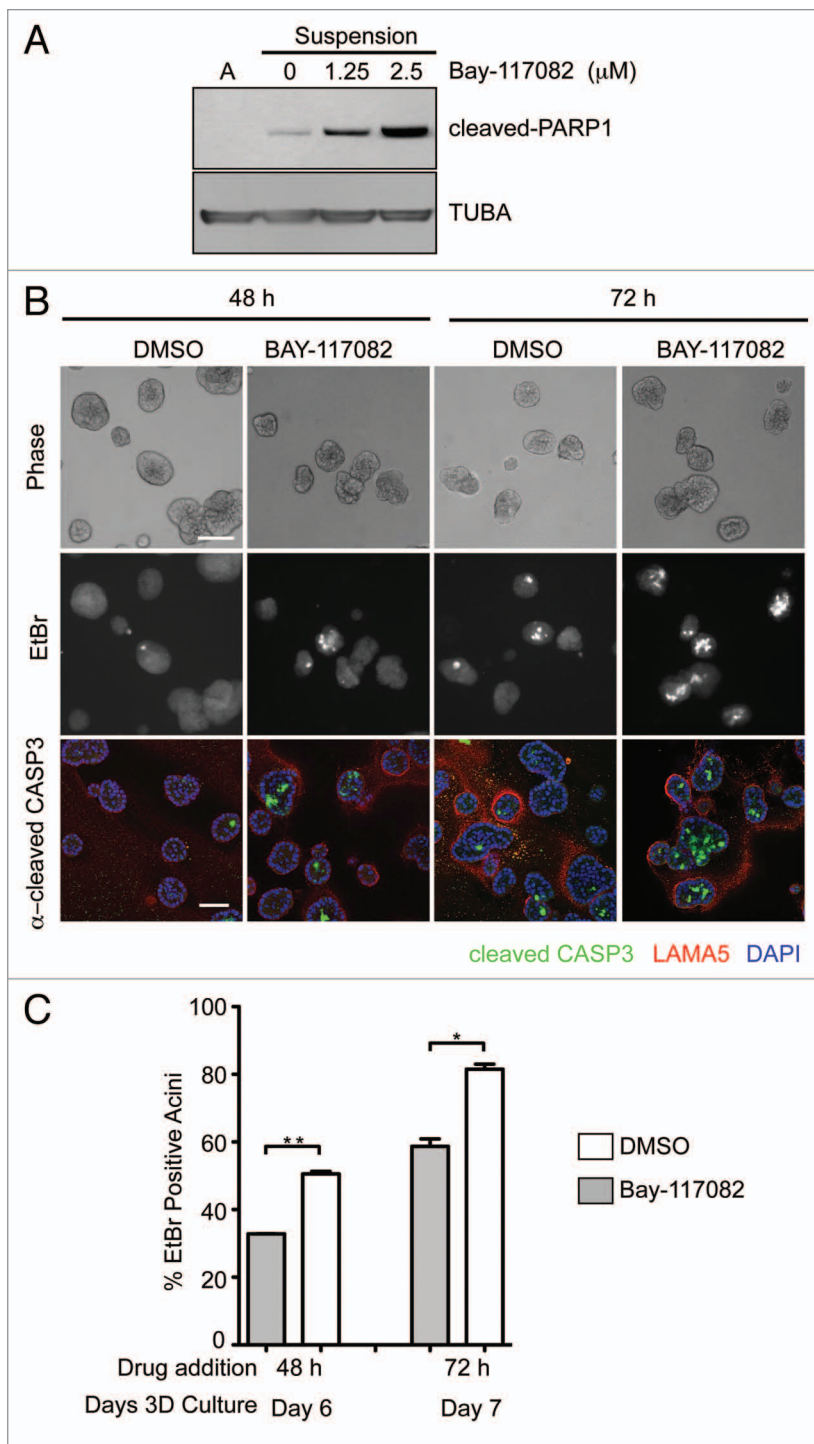 A
Suspension
A 0 1.25 2.5 Bay-117082 (μM)
cleaved-PARP1
TUBA
B
48 h 72 h
DMSO BAY-117082 DMSO BAY-117082
Phase
EtBr
α–cleaved CASP3
cleaved CASP3 LAMA5 DAPI
C
% EtBr Positive Acini
100
80
60
40
20
0
**
*
DMSO
Bay-117082
Drug addition 48 h 72 h
Days 3D Culture Day 6 Day 7